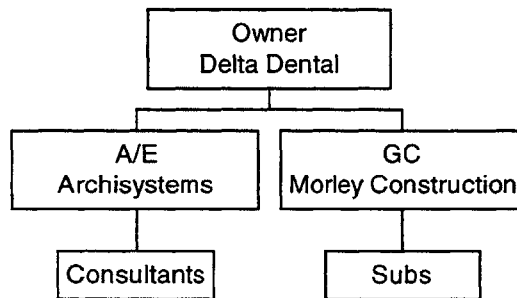 Owner
Delta Dental
A/E
Archisystems
GC
Morley Construction
Consultants
Subs